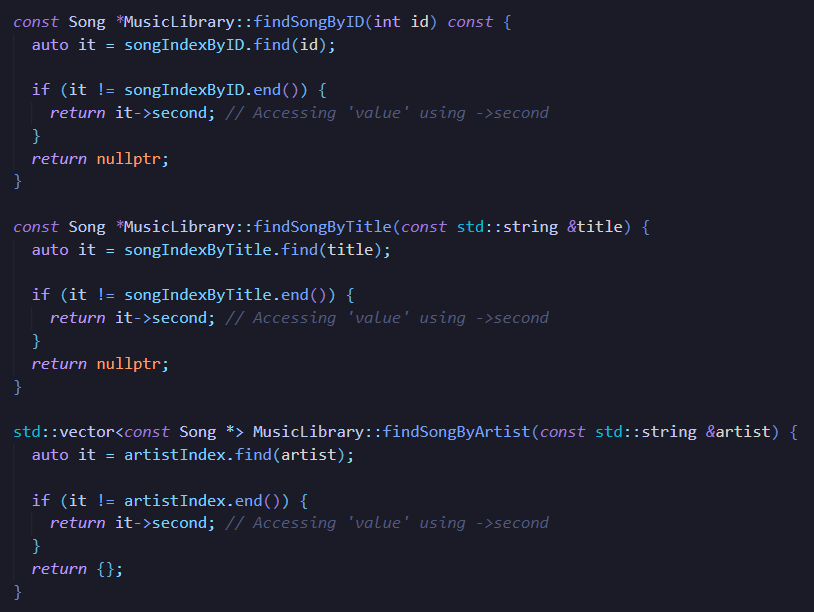 const Song *MusicLibrary::findSongByID(int id) const {
  auto it = songIndexByID.find(id);

  if (it != songIndexByID.end()) {
    return it->second; // Accessing 'value' using ->second
  }
  return nullptr;
}

const Song *MusicLibrary::findSongByTitle(const std::string &title) {
  auto it = songIndexByTitle.find(title);

  if (it != songIndexByTitle.end()) {
    return it->second; // Accessing 'value' using ->second
  }
  return nullptr;
}

std::vector<const Song *> MusicLibrary::findSongByArtist(const std::string &artist) {
  auto it = artistIndex.find(artist);

  if (it != artistIndex.end()) {
    return it->second; // Accessing 'value' using ->second
  }
  return {};
}